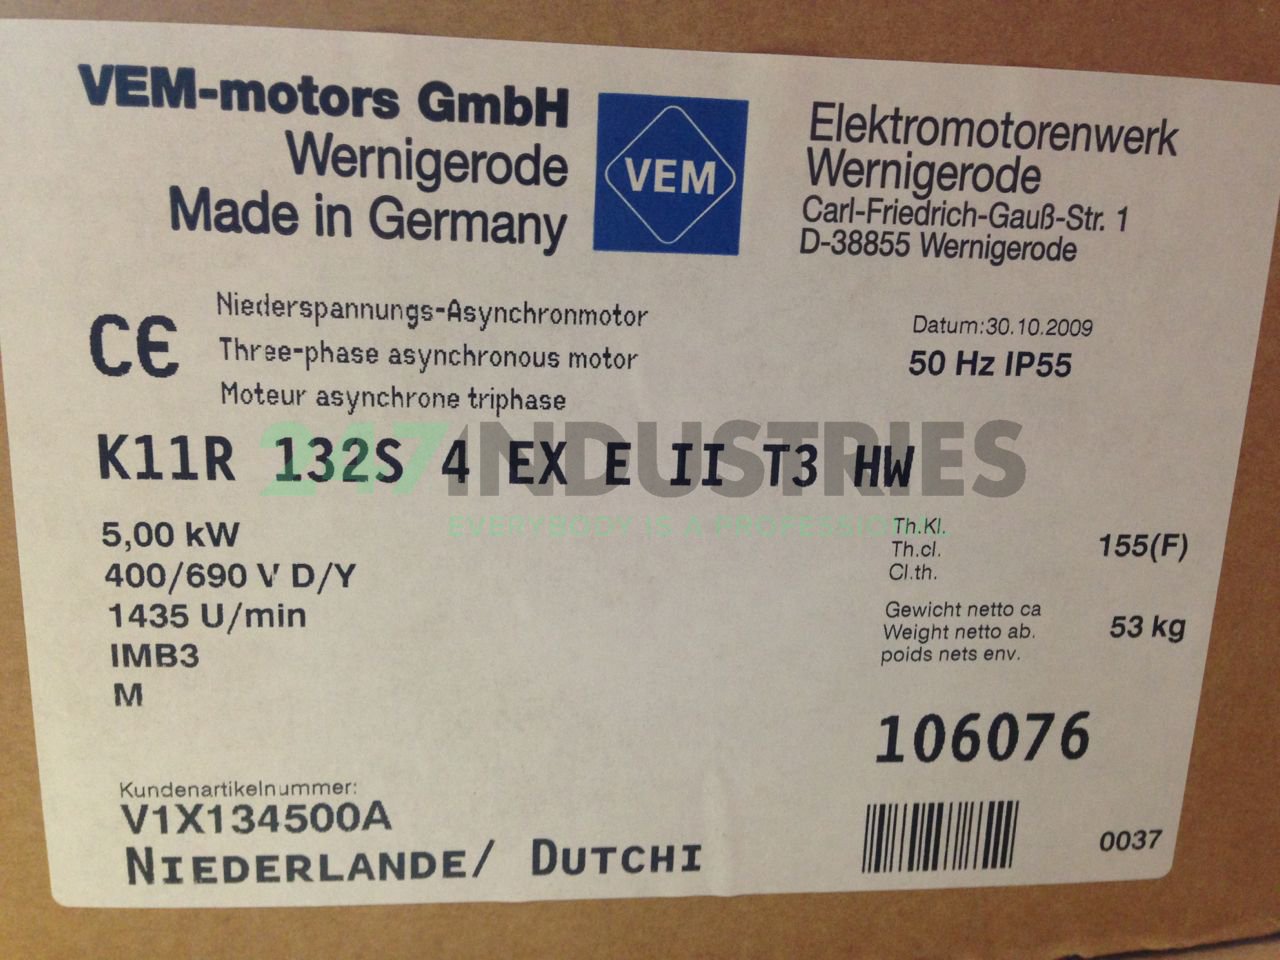 VEM-motors GmbH
Wernigerode
Made in Germany
VEM
Elektromotorenwerk
Wernigerode
Carl-Friedrich-Gauß-Str. 1
D-38855 Wernigerode
CE
Niederspannungs-Asynchronmotor
Three-phase asynchronous motor
Moteur asynchrone triphase
Datum:30.10.2009
50 Hz IP55
K11R 132S 4 EX E II T3 HW
247INDUSTRIES
EVERYBODY IS A PROFESSIONAL
5,00 kW
400/690 V D/Y
1435 U/min
IMB3
M
Th.Kl.
Th.cl.
Cl.th.
155(F)
Gewicht netto ca
Weight netto ab.
poids nets env.
53 kg
106076
Kundenartikelnummer:
V1X134500A
NIEDERLANDE/ DUTCHI
0037